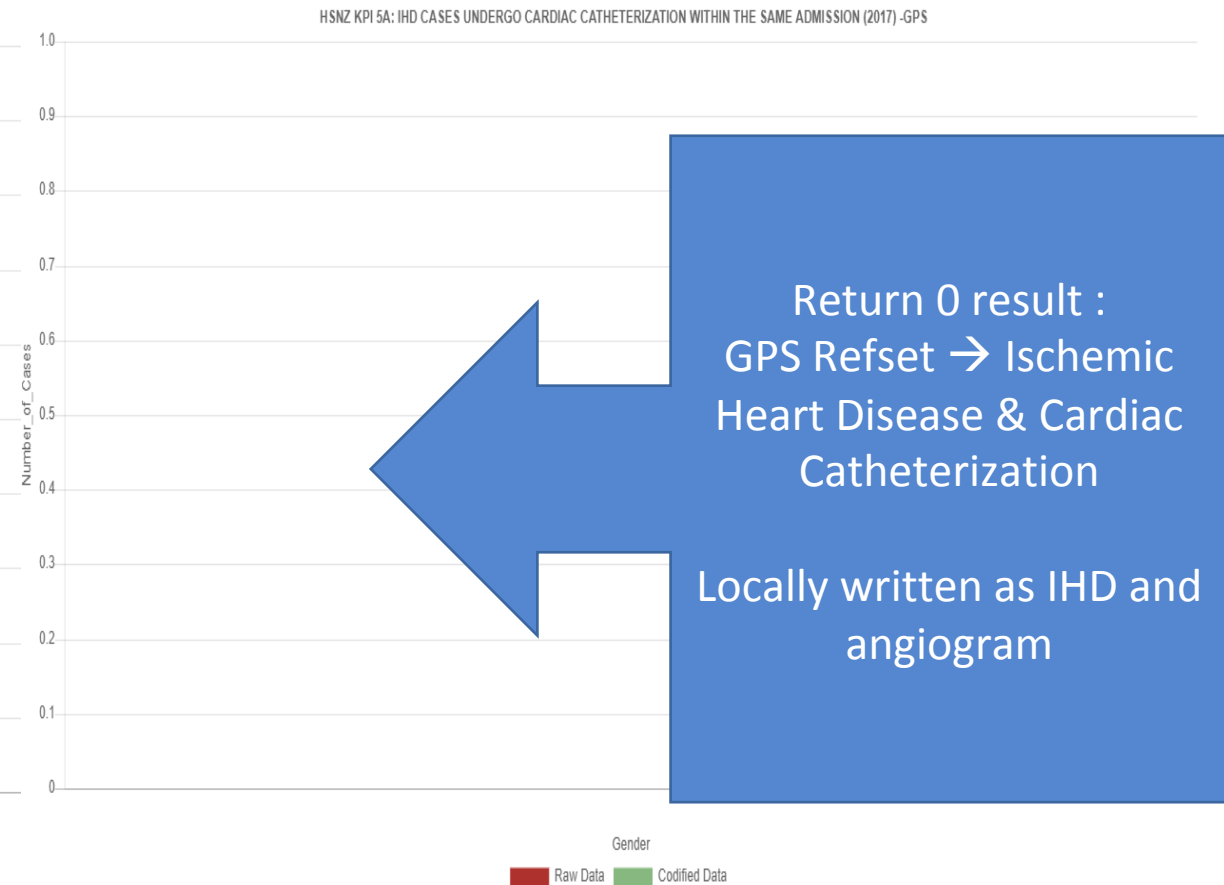 HSNZ KPI 5A: IHD CASES UNDERGO CARDIAC CATHETERIZATION WITHIN THE SAME ADMISSION (2017) -GPS
1.0
0.9
0.8
0.7
0.6
0.5
0.4
0.3
0.2
0.1
0
Number_of_Cases
Return 0 result :
GPS Refset → Ischemic
Heart Disease & Cardiac
Catheterization
Locally written as IHD and
angiogram
Gender
Raw Data
Codified Data